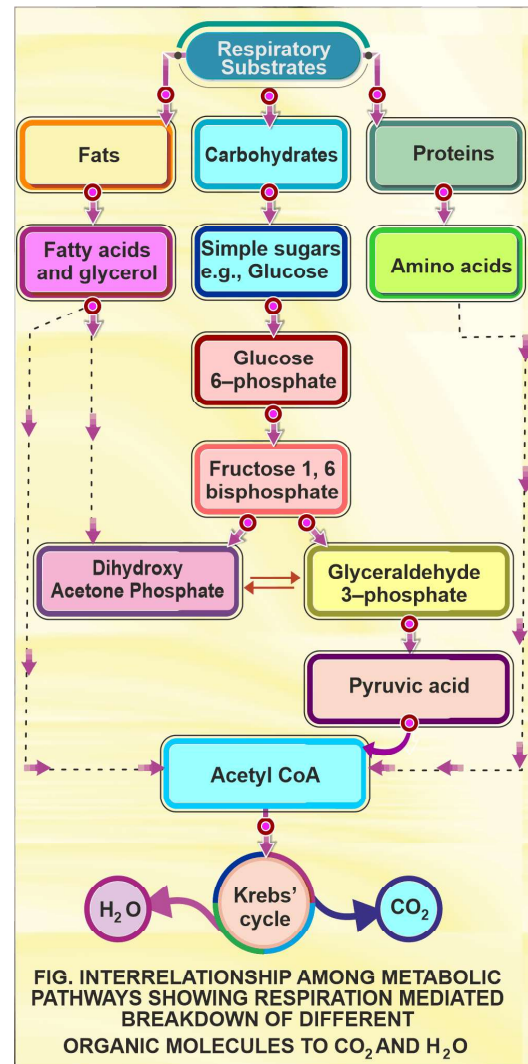 Respiratory
Substrates
Fats
Carbohydrates
Proteins
Fatty acids
and glycerol
Simple sugars
e.g., Glucose
Amino acids
Glucose
6–phosphate
Fructose 1, 6
bisphosphate
Dihydroxy
Acetone Phosphate
Glyceraldehyde
3–phosphate
Pyruvic acid
Acetyl CoA
H₂O
Krebs'
cycle
CO₂
FIG. INTERRELATIONSHIP AMONG METABOLIC
PATHWAYS SHOWING RESPIRATION MEDIATED
BREAKDOWN OF DIFFERENT
ORGANIC MOLECULES TO CO₂ AND H₂O